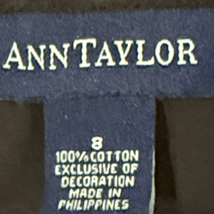 ANNTAYLOR
8
100% COTTON
EXCLUSIVE OF
DECORATION
MADE IN
PHILIPPINES